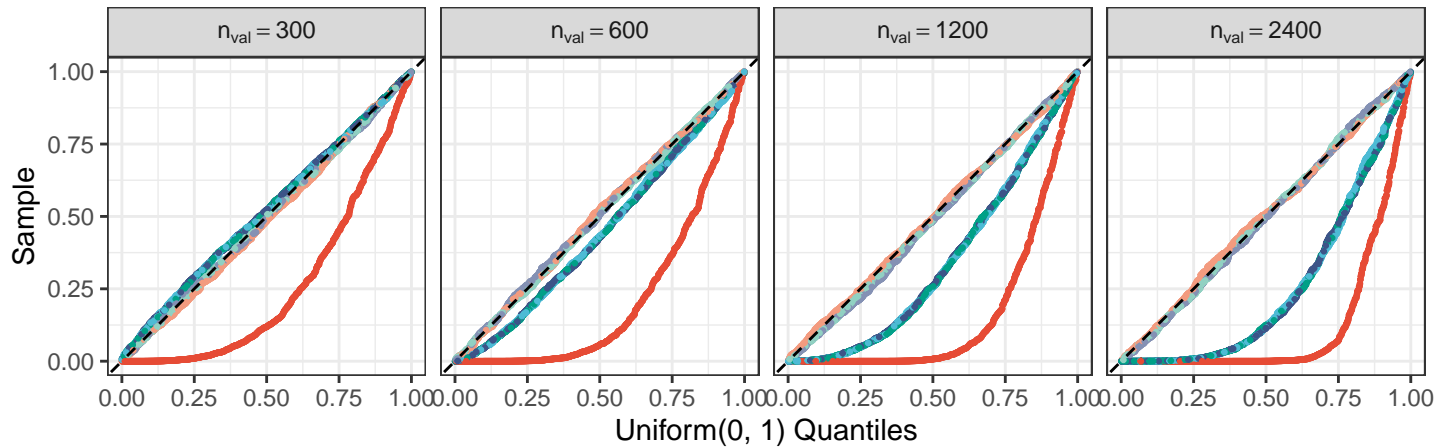 n_val = 300 n_val = 600 n_val = 1200 n_val = 2400
1.00
0.75
0.50
0.25
0.00
Sample
0.00 0.25 0.50 0.75 1.00 0.00 0.25 0.50 0.75 1.00 0.00 0.25 0.50 0.75 1.00 0.00 0.25 0.50 0.75 1.00
Uniform(0, 1) Quantiles